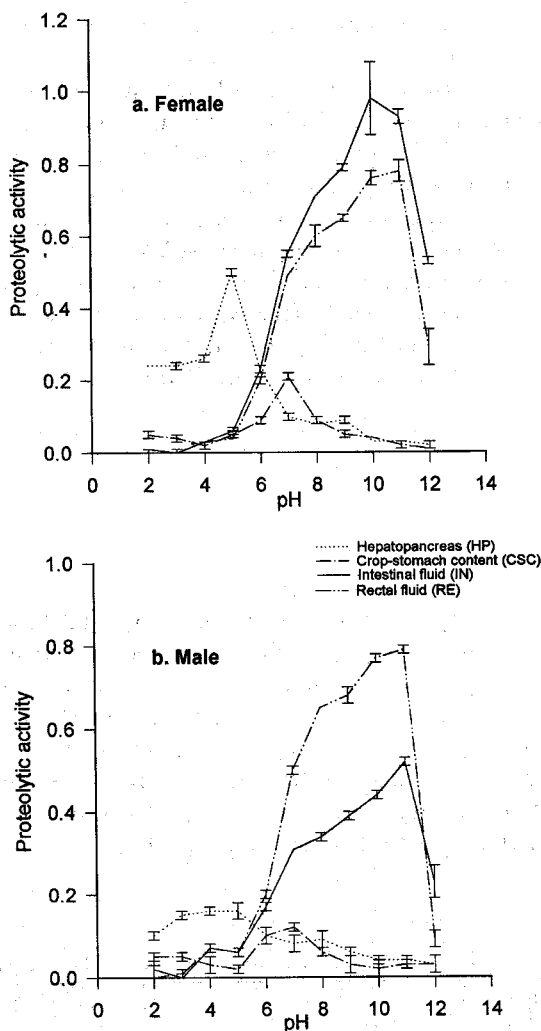 1.2
a. Female
1.0
0.8
0.6
0.4
0.2
0.0
Proteolytic activity
0 2 4 6 8 10 12 14
pH
Hepatopancreas (HP)
Crop-stomach content (CSC)
Intestinal fluid (IN)
Rectal fluid (RE)
1.0
b. Male
0.8
0.6
0.4
0.2
0.0
Proteolytic activity
0 2 4 6 8 10 12 14
pH